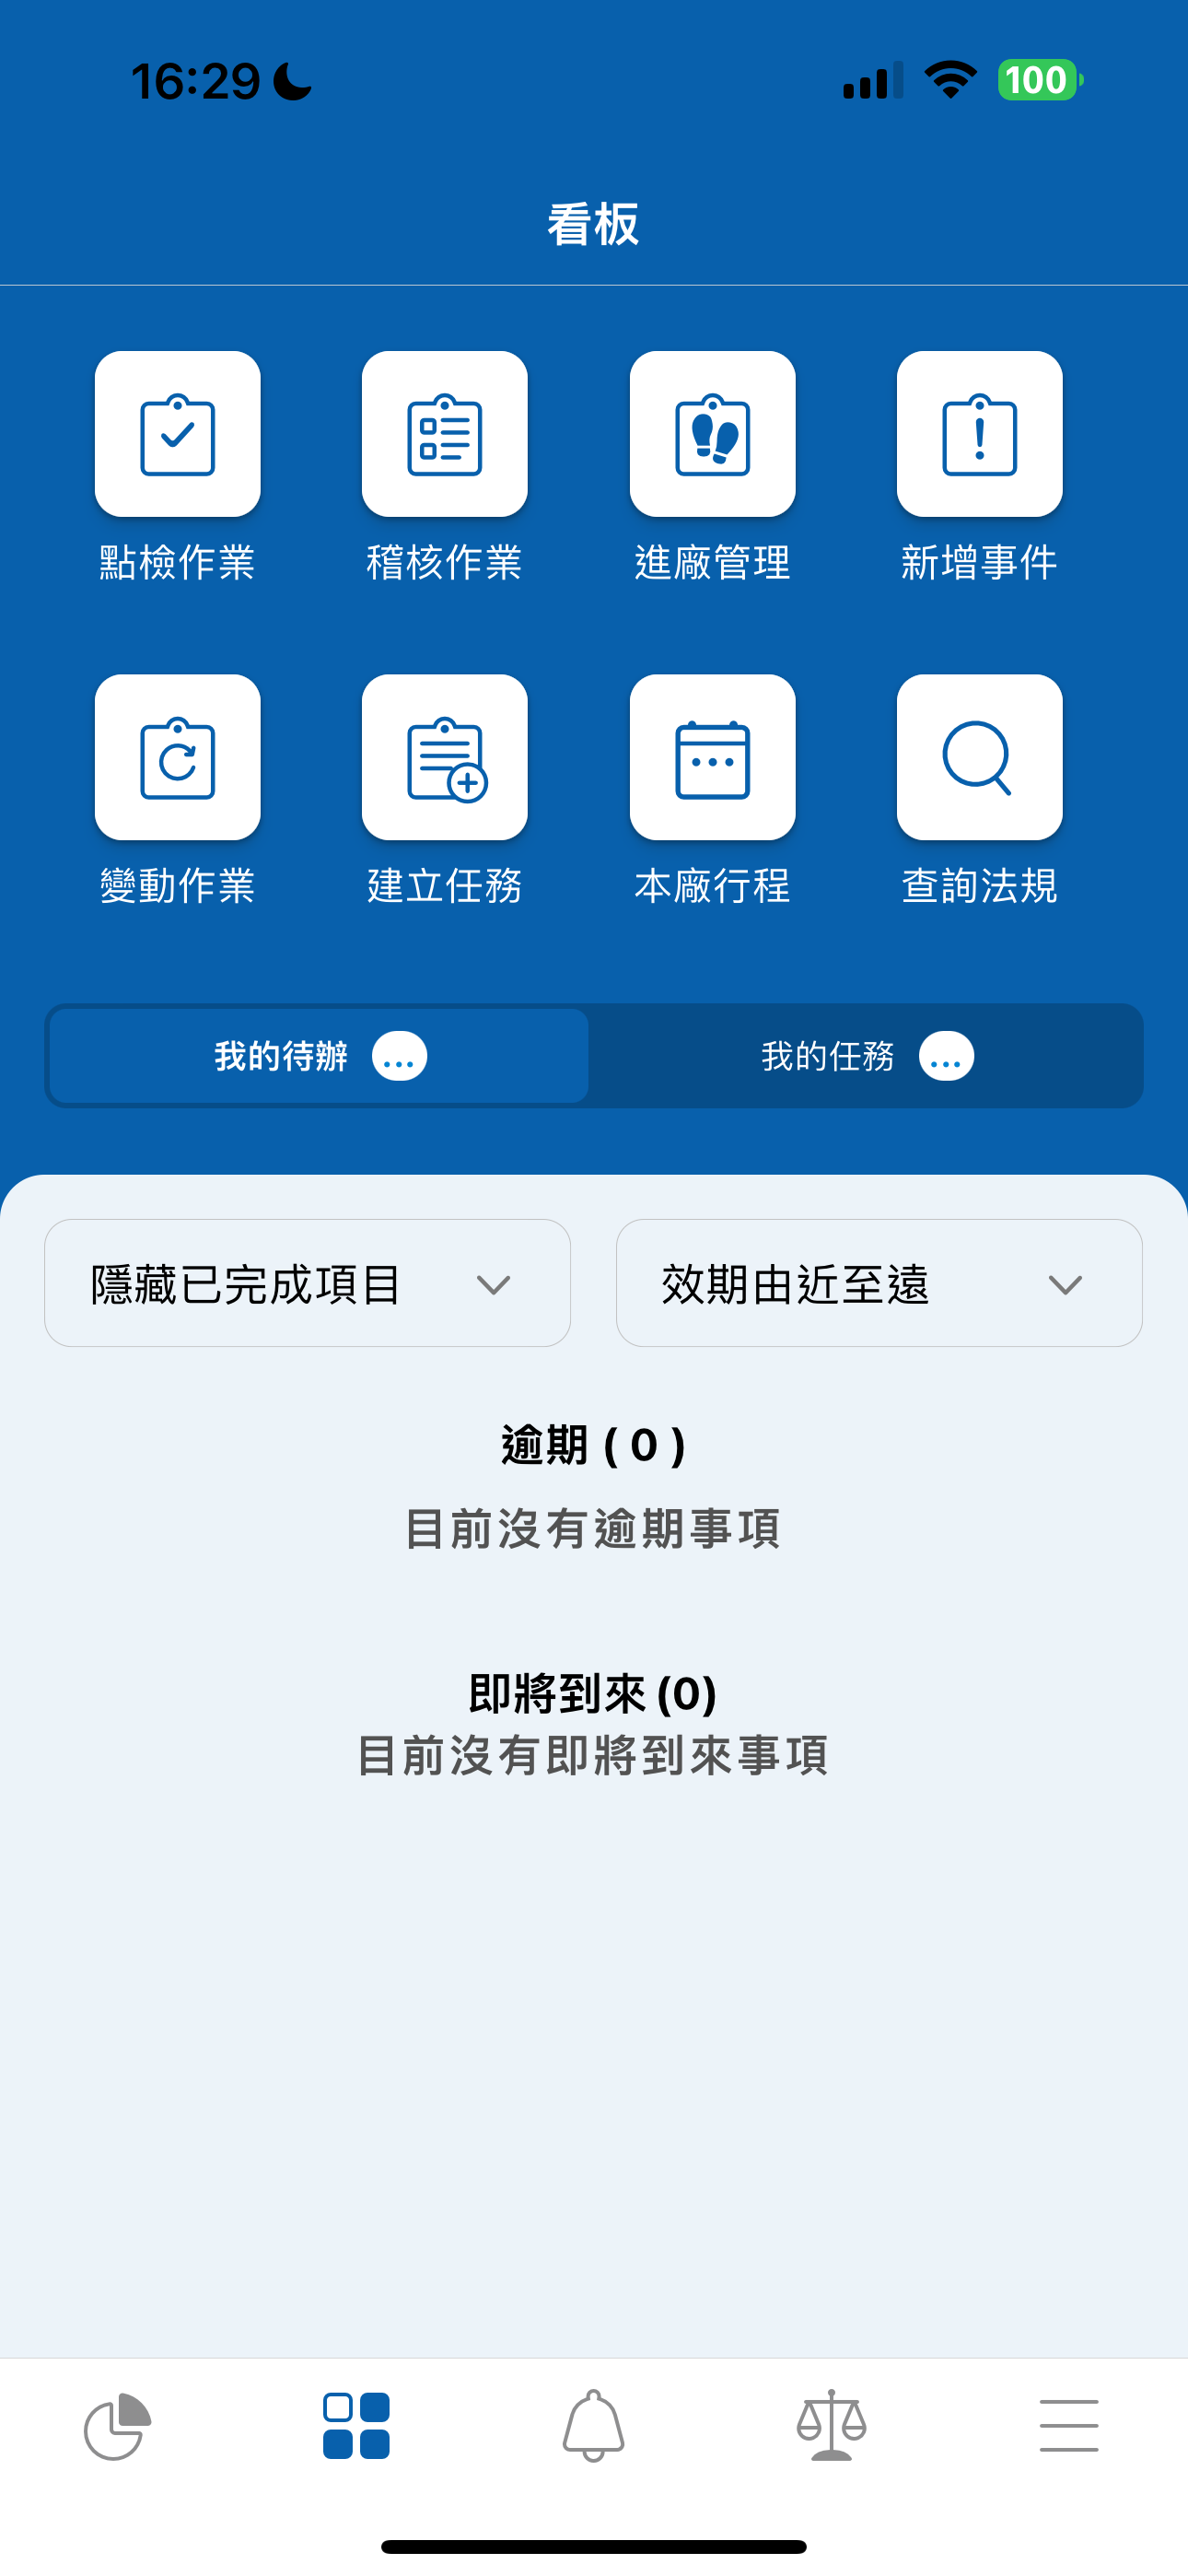 16:29
100
看板
點檢作業 稽核作業 進廠管理 新增事件
變動作業 建立任務 本廠行程 查詢法規
我的待辦 ... 我的任務 ...
隱藏已完成項目 效期由近至遠
逾期 ( 0 )
目前沒有逾期事項
即將到來 (0)
目前沒有即將到來事項